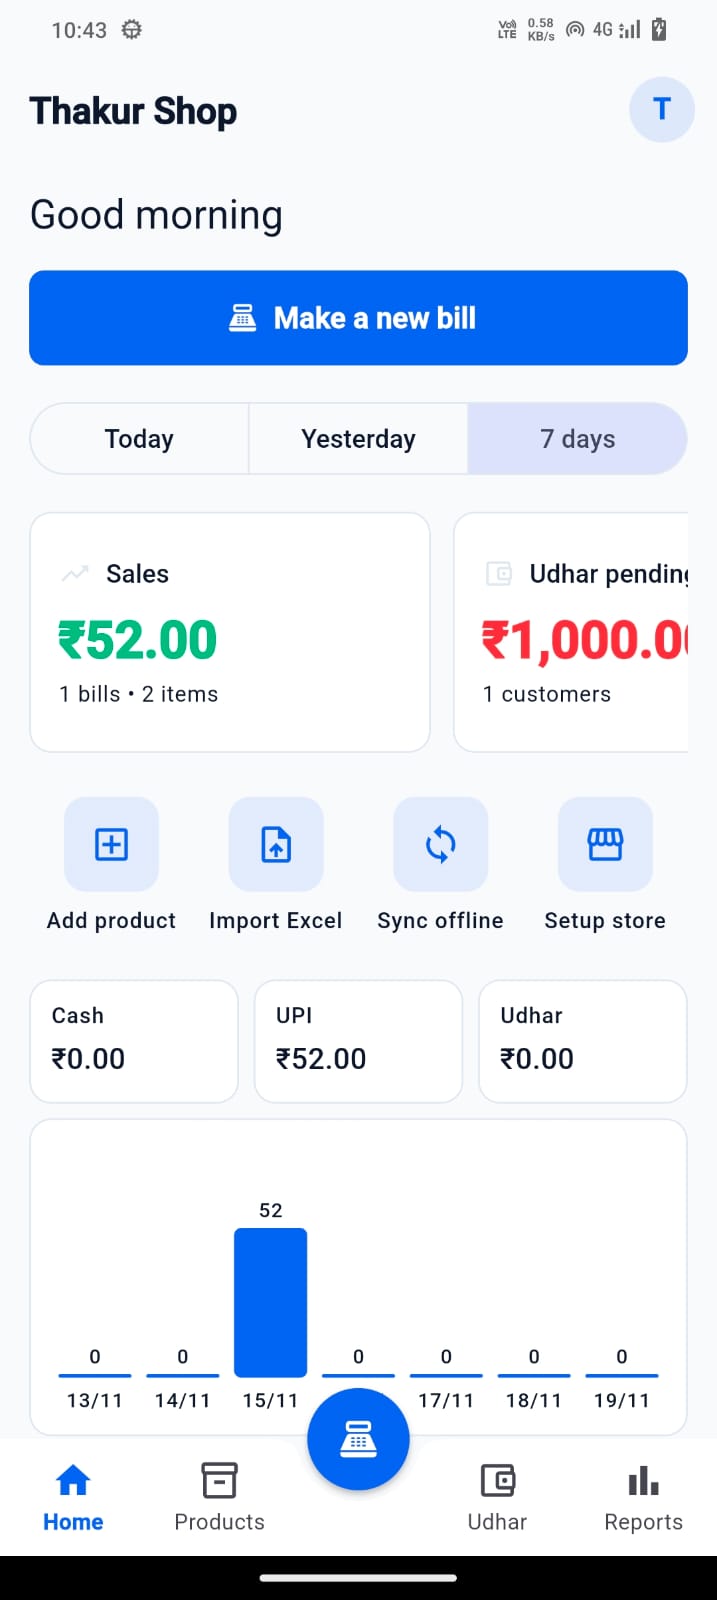 10:43 VoD LTE 0.58 KB/s 4G
Thakur Shop T
Good morning
Make a new bill
Today Yesterday 7 days
Sales Udhar pending
₹52.00 ₹1,000.0
1 bills • 2 items 1 customers
Add product Import Excel Sync offline Setup store
Cash UPI Udhar
₹0.00 ₹52.00 ₹0.00
52
0 0 0 0 0 0
13/11 14/11 15/11 17/11 18/11 19/11
Home Products Udhar Reports